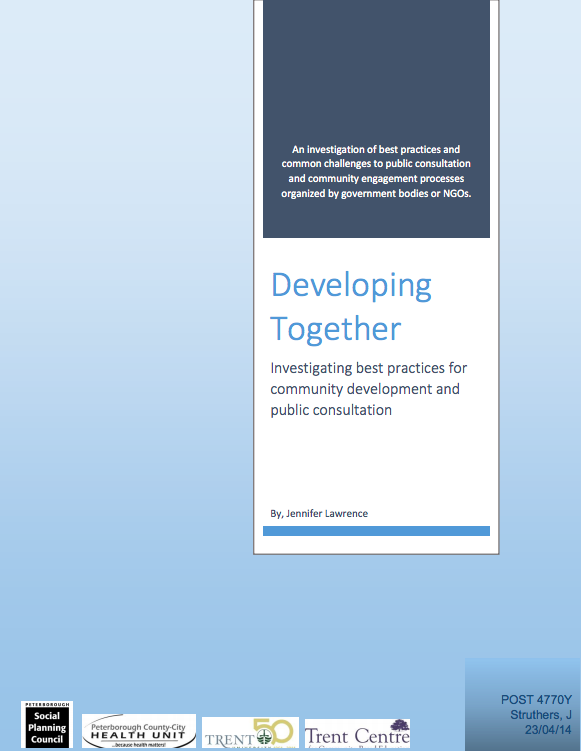 An investigation of best practices and
common challenges to public consultation
and community engagement processes
organized by government bodies or NGOs.
Developing
Together
Investigating best practices for
community development and
public consultation
By, Jennifer Lawrence
POST 4770Y
Struthers, J
23/04/14
PETERBOROUGH
Social
Planning
Council
Peterborough County-City
HEALTH UNIT
...because health matters!
TRENT 50
Trent Centre